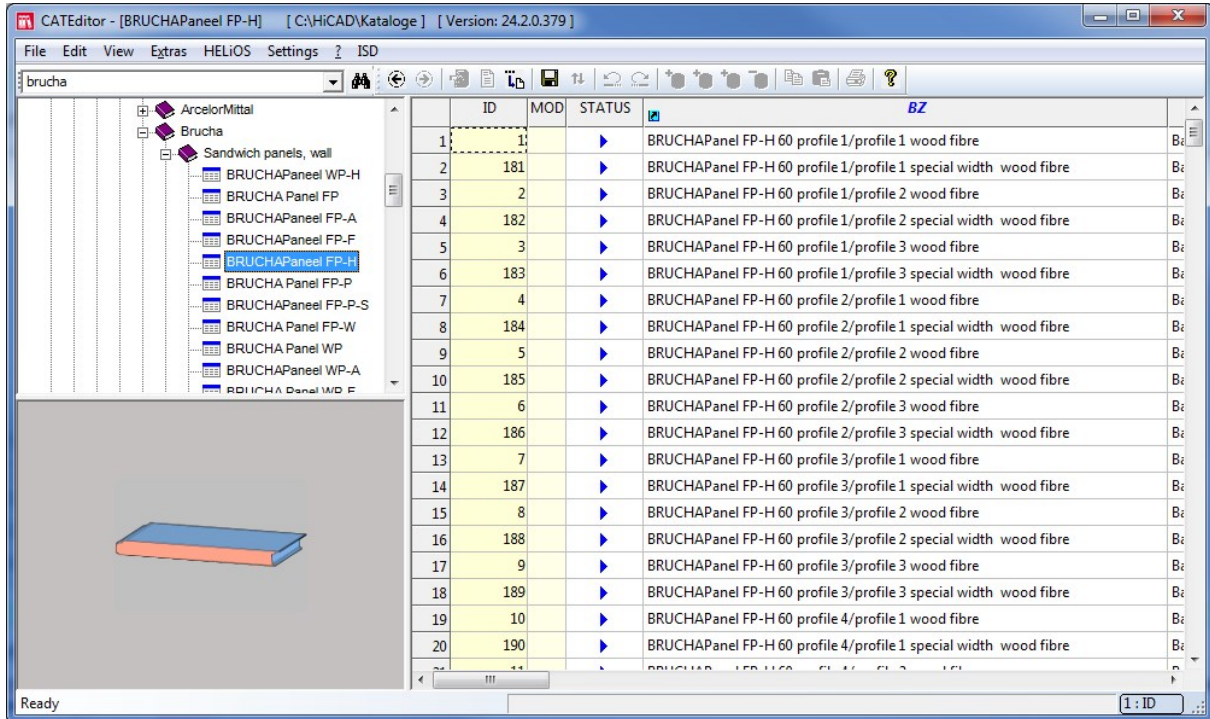 CATEditor - [BRUCHAPaneel FP-H] [ C:\HiCAD\Kataloge ] [ Version: 24.2.0.379 ]
File Edit View Extras HELiOS Settings ? ISD
brucha
ArcelorMittal
Brucha
Sandwich panels, wall
BRUCHAPaneel WP-H
BRUCHA Panel FP
BRUCHAPaneel FP-A
BRUCHAPaneel FP-F
BRUCHAPaneel FP-H
BRUCHA Panel FP-P
BRUCHAPaneel FP-P-S
BRUCHA Panel FP-W
BRUCHA Panel WP
BRUCHAPaneel WP-A
ID MOD STATUS BZ
1 1 BRUCHAPanel FP-H 60 profile 1/profile 1 wood fibre
2 181 BRUCHAPanel FP-H 60 profile 1/profile 1 special width wood fibre
3 2 BRUCHAPanel FP-H 60 profile 1/profile 2 wood fibre
4 182 BRUCHAPanel FP-H 60 profile 1/profile 2 special width wood fibre
5 3 BRUCHAPanel FP-H 60 profile 1/profile 3 wood fibre
6 183 BRUCHAPanel FP-H 60 profile 1/profile 3 special width wood fibre
7 4 BRUCHAPanel FP-H 60 profile 2/profile 1 wood fibre
8 184 BRUCHAPanel FP-H 60 profile 2/profile 1 special width wood fibre
9 5 BRUCHAPanel FP-H 60 profile 2/profile 2 wood fibre
10 185 BRUCHAPanel FP-H 60 profile 2/profile 2 special width wood fibre
11 6 BRUCHAPanel FP-H 60 profile 2/profile 3 wood fibre
12 186 BRUCHAPanel FP-H 60 profile 2/profile 3 special width wood fibre
13 7 BRUCHAPanel FP-H 60 profile 3/profile 1 wood fibre
14 187 BRUCHAPanel FP-H 60 profile 3/profile 1 special width wood fibre
15 8 BRUCHAPanel FP-H 60 profile 3/profile 2 wood fibre
16 188 BRUCHAPanel FP-H 60 profile 3/profile 2 special width wood fibre
17 9 BRUCHAPanel FP-H 60 profile 3/profile 3 wood fibre
18 189 BRUCHAPanel FP-H 60 profile 3/profile 3 special width wood fibre
19 10 BRUCHAPanel FP-H 60 profile 4/profile 1 wood fibre
20 190 BRUCHAPanel FP-H 60 profile 4/profile 1 special width wood fibre
Ready
1 : ID